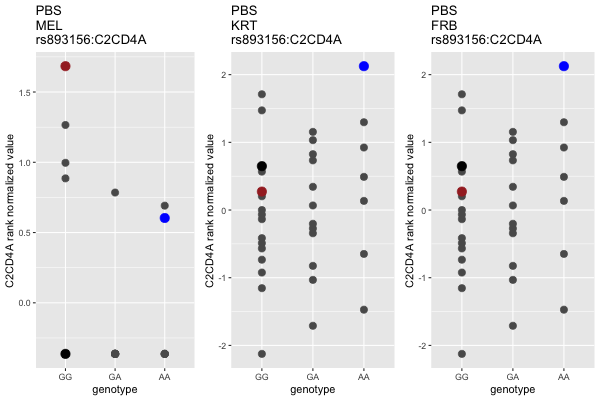 PBS
MEL
rs893156:C2CD4A
C2CD4A rank normalized value
1.5
1.0
0.5
0.0
GG GA AA
genotype
PBS
KRT
rs893156:C2CD4A
C2CD4A rank normalized value
2
1
0
-1
-2
GG GA AA
genotype
PBS
FRB
rs893156:C2CD4A
C2CD4A rank normalized value
2
1
0
-1
-2
GG GA AA
genotype